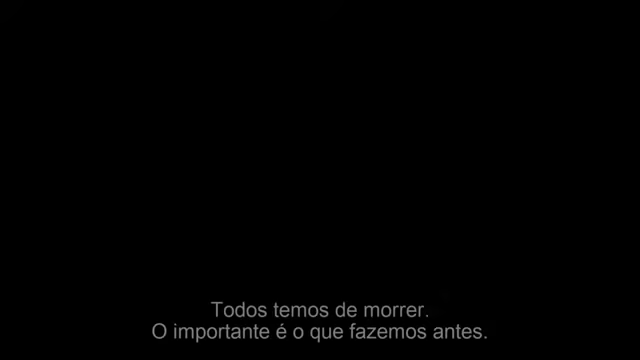 Todos temos de morrer.
O importante é o que fazemos antes.